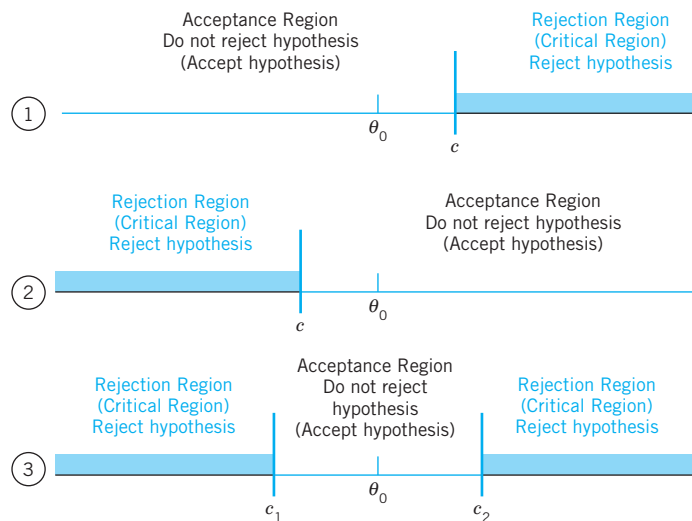 Acceptance Region
Do not reject hypothesis
(Accept hypothesis)
Rejection Region
(Critical Region)
Reject hypothesis
1
θ0
c
Rejection Region
(Critical Region)
Reject hypothesis
Acceptance Region
Do not reject hypothesis
(Accept hypothesis)
2
c
θ0
Rejection Region
(Critical Region)
Reject hypothesis
Acceptance Region
Do not reject
hypothesis
(Accept hypothesis)
Rejection Region
(Critical Region)
Reject hypothesis
3
c1
θ0
c2